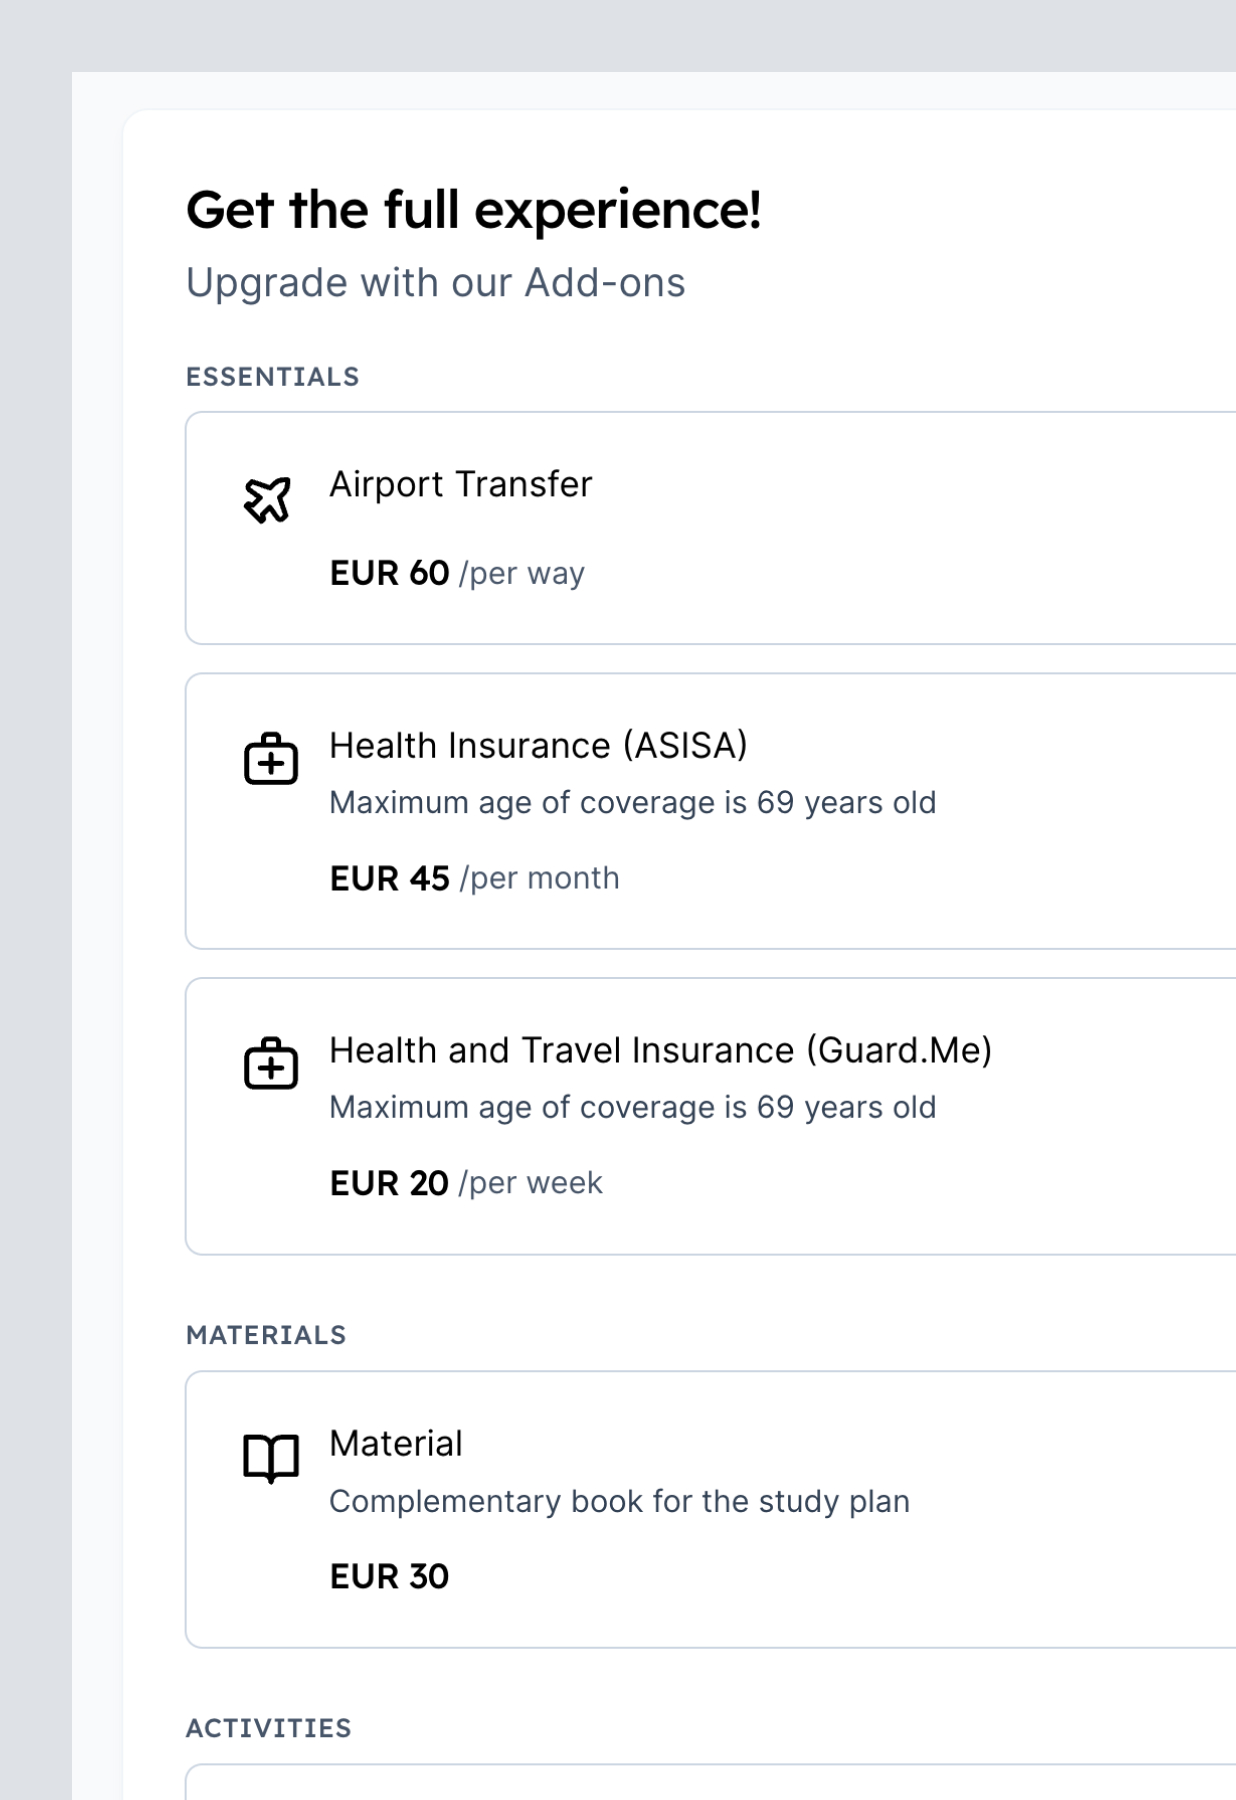 Get the full experience!
Upgrade with our Add-ons
ESSENTIALS
Airport Transfer
EUR 60 /per way
Health Insurance (ASISA)
Maximum age of coverage is 69 years old
EUR 45 /per month
Health and Travel Insurance (Guard.Me)
Maximum age of coverage is 69 years old
EUR 20 /per week
MATERIALS
Material
Complementary book for the study plan
EUR 30
ACTIVITIES